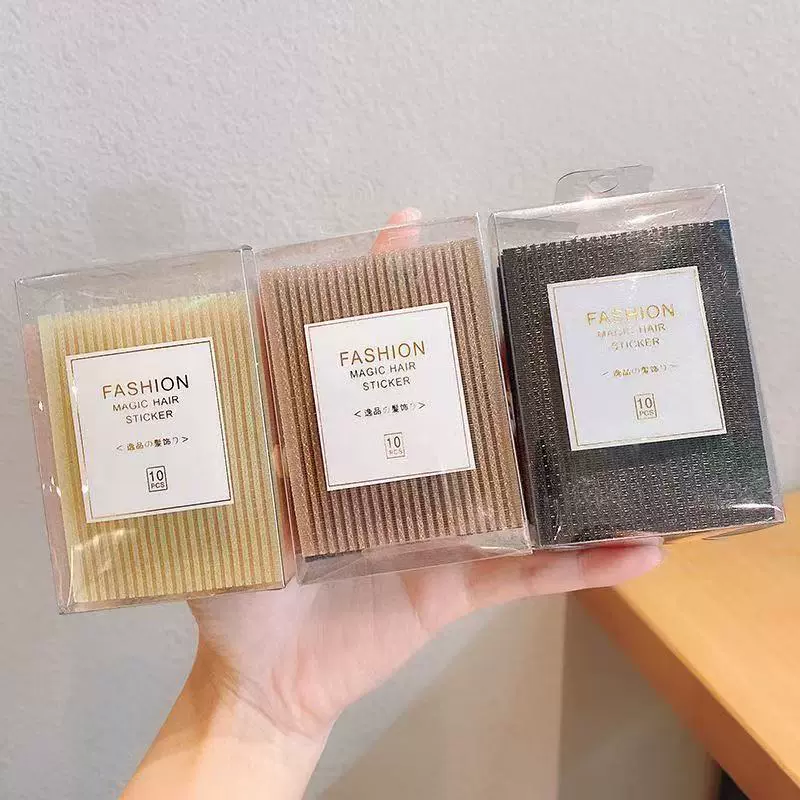 FASHION
MAGIC HAIR
STICKER
<逸品の髪飾り>
10
PCS
FASHION
MAGIC HAIR
STICKER
<逸品の髪飾り>
10
PCS
FASHION
MAGIC HAIR
STICKER
<逸品の髪飾り>
10
PCS